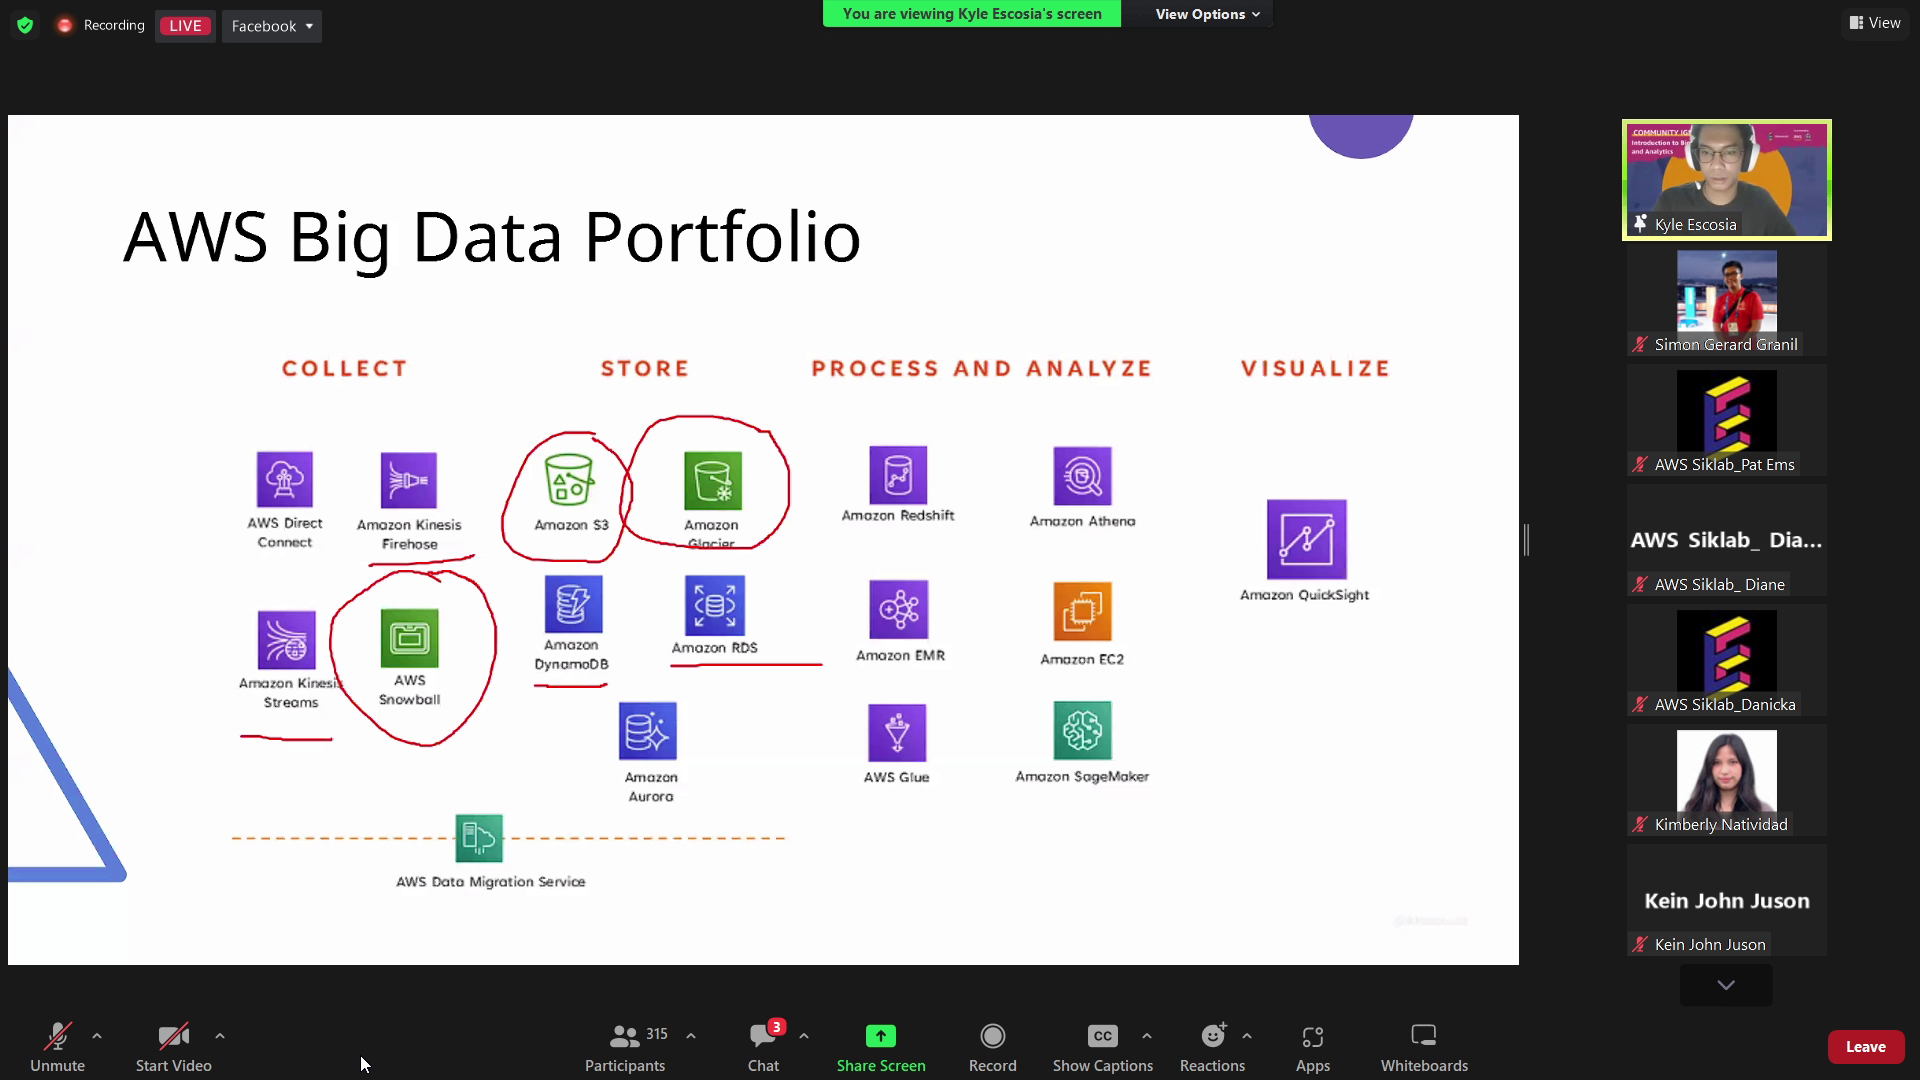 Recording
LIVE
Facebook
You are viewing Kyle Escosia's screen
View Options
View
AWS Big Data Portfolio
COLLECT
STORE
PROCESS AND ANALYZE
VISUALIZE
AWS Direct
Connect
Amazon Kinesis
Firehose
Amazon S3
Amazon
Glacier
Amazon Redshift
Amazon Athena
Amazon Kinesis
Streams
AWS
Snowball
Amazon
DynamoDB
Amazon RDS
Amazon EMR
Amazon EC2
Amazon QuickSight
Amazon
Aurora
AWS Glue
Amazon SageMaker
AWS Data Migration Service
COMMUNITY
Introduction to
and Analytics
Kyle Escosia
Simon Gerard Granil
AWS Siklab_Pat Ems
AWS Siklab_ Dia...
AWS Siklab_ Diane
AWS Siklab_Danicka
Kimberly Natividad
Kein John Juson
Kein John Juson
Unmute
Start Video
315
Participants
3
Chat
Share Screen
Record
CC
Show Captions
Reactions
Apps
Whiteboards
Leave